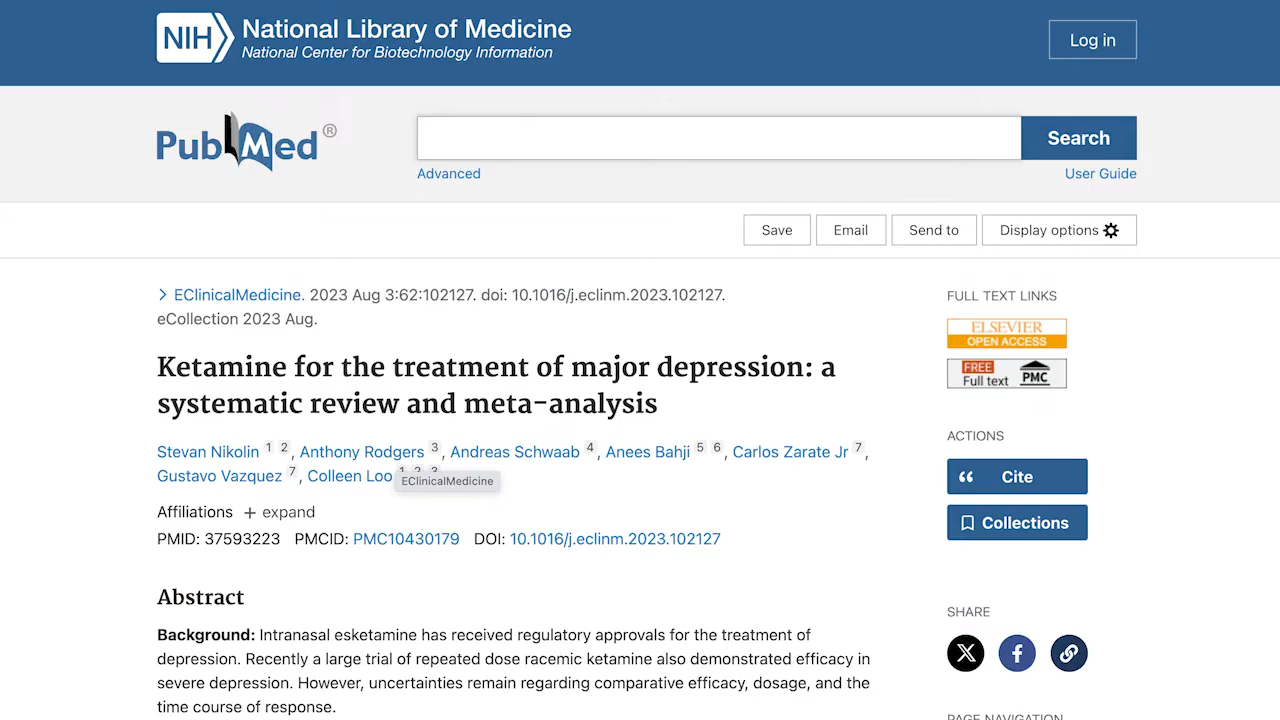 NIH National Library of Medicine
National Center for Biotechnology Information
Log in
PubMed®
Search
Advanced
User Guide
Save
Email
Send to
Display options
EClinicalMedicine. 2023 Aug 3:62:102127. doi: 10.1016/j.eclinm.2023.102127.
eCollection 2023 Aug.
Ketamine for the treatment of major depression: a
systematic review and meta-analysis
Stevan Nikolin 1 2, Anthony Rodgers 3, Andreas Schwaab 4, Anees Bahji 5 6, Carlos Zarate Jr 7,
Gustavo Vazquez 7, Colleen Loo 1 2 3
EClinicalMedicine
Affiliations + expand
PMID: 37593223 PMCID: PMC10430179 DOI: 10.1016/j.eclinm.2023.102127
Abstract
Background: Intranasal esketamine has received regulatory approvals for the treatment of
depression. Recently a large trial of repeated dose racemic ketamine also demonstrated efficacy in
severe depression. However, uncertainties remain regarding comparative efficacy, dosage, and the
time course of response.
FULL TEXT LINKS
ELSEVIER
OPEN ACCESS
FREE
Full text PMC
ACTIONS
Cite
Collections
SHARE
PAGE NAVIGATION